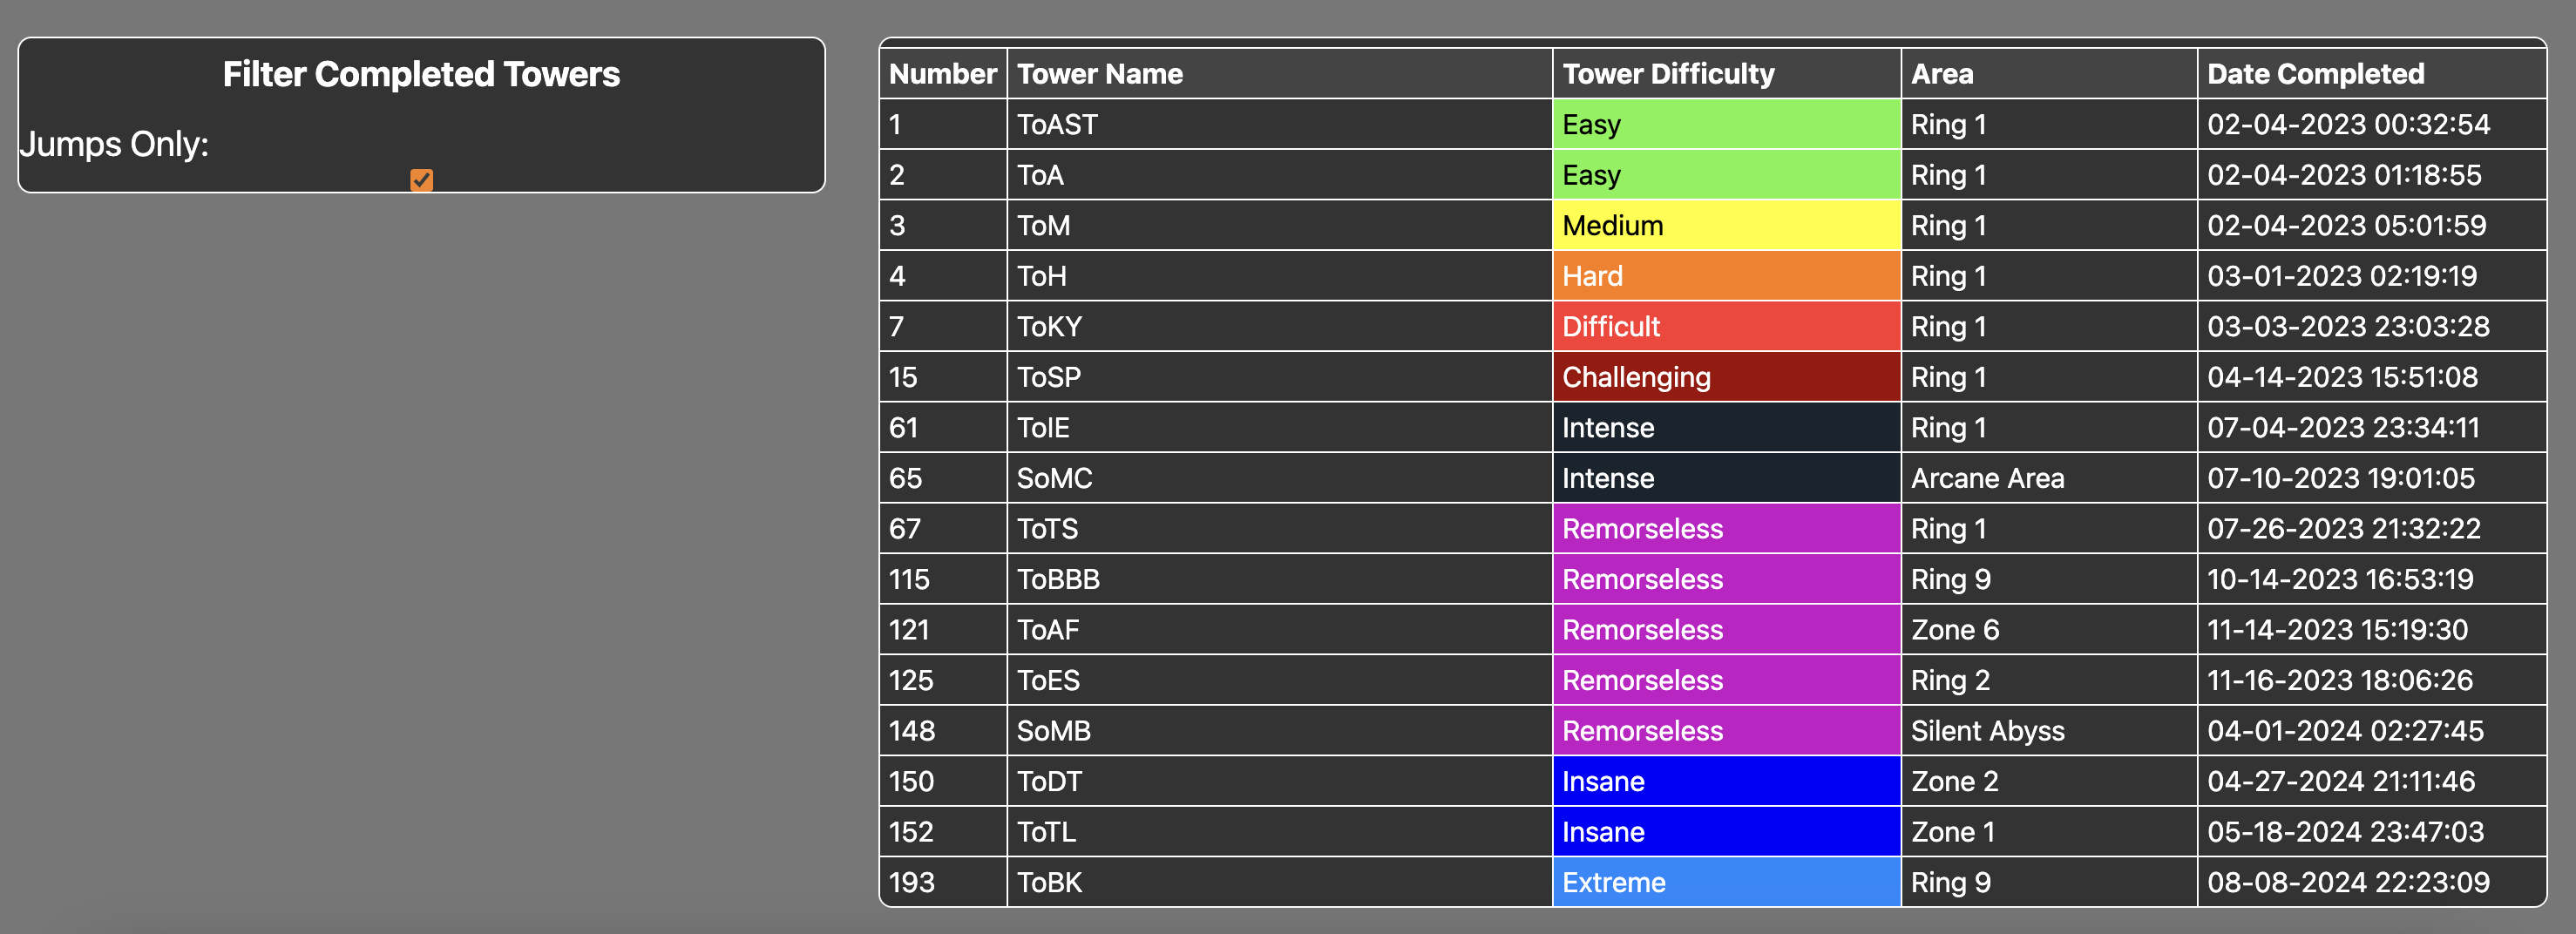 Filter Completed Towers
Jumps Only:
Number Tower Name Tower Difficulty Area Date Completed
1 ToAST Easy Ring 1 02-04-2023 00:32:54
2 ToA Easy Ring 1 02-04-2023 01:18:55
3 ToM Medium Ring 1 02-04-2023 05:01:59
4 ToH Hard Ring 1 03-01-2023 02:19:19
7 ToKY Difficult Ring 1 03-03-2023 23:03:28
15 ToSP Challenging Ring 1 04-14-2023 15:51:08
61 ToIE Intense Ring 1 07-04-2023 23:34:11
65 SoMC Intense Arcane Area 07-10-2023 19:01:05
67 ToTS Remorseless Ring 1 07-26-2023 21:32:22
115 ToBBB Remorseless Ring 9 10-14-2023 16:53:19
121 ToAF Remorseless Zone 6 11-14-2023 15:19:30
125 ToES Remorseless Ring 2 11-16-2023 18:06:26
148 SoMB Remorseless Silent Abyss 04-01-2024 02:27:45
150 ToDT Insane Zone 2 04-27-2024 21:11:46
152 ToTL Insane Zone 1 05-18-2024 23:47:03
193 ToBK Extreme Ring 9 08-08-2024 22:23:09